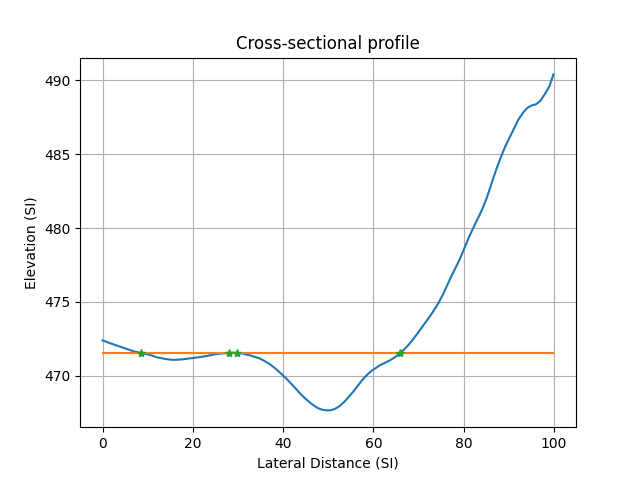 Cross-sectional profile
490
485
480
475
470
Elevation (SI)
0 20 40 60 80 100
Lateral Distance (SI)